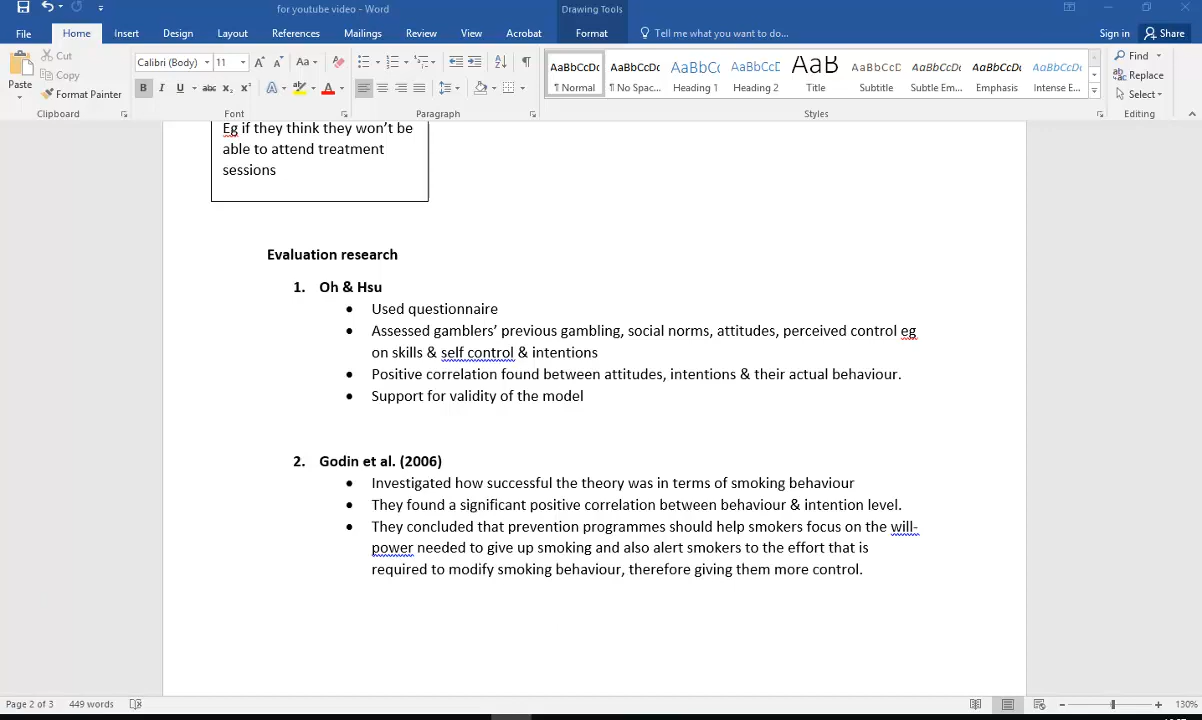 for youtube video - Word
Drawing Tools
File
Home
Insert
Design
Layout
References
Mailings
Review
View
Acrobat
Format
Tell me what you want to do...
Sign in
Share
Paste
Cut
Copy
Format Painter
Clipboard
Calibri (Body)
11
Font
Paragraph
AaBbCcDc
¶ Normal
AaBbCcDc
¶ No Spac...
AaBbCc
Heading 1
AaBbCcD
Heading 2
AaB
Title
AaBbCcD
Subtitle
AaBbCcDc
Subtle Em...
AaBbCcDc
Emphasis
AaBbCcDc
Intense E...
Styles
Find
Replace
Select
Editing
Eg if they think they won’t be
able to attend treatment
sessions
Evaluation research
1. Oh & Hsu
• Used questionnaire
• Assessed gamblers’ previous gambling, social norms, attitudes, perceived control eg
on skills & self control & intentions
• Positive correlation found between attitudes, intentions & their actual behaviour.
• Support for validity of the model
2. Godin et al. (2006)
• Investigated how successful the theory was in terms of smoking behaviour
• They found a significant positive correlation between behaviour & intention level.
• They concluded that prevention programmes should help smokers focus on the will-
power needed to give up smoking and also alert smokers to the effort that is
required to modify smoking behaviour, therefore giving them more control.
Page 2 of 3
449 words
130%